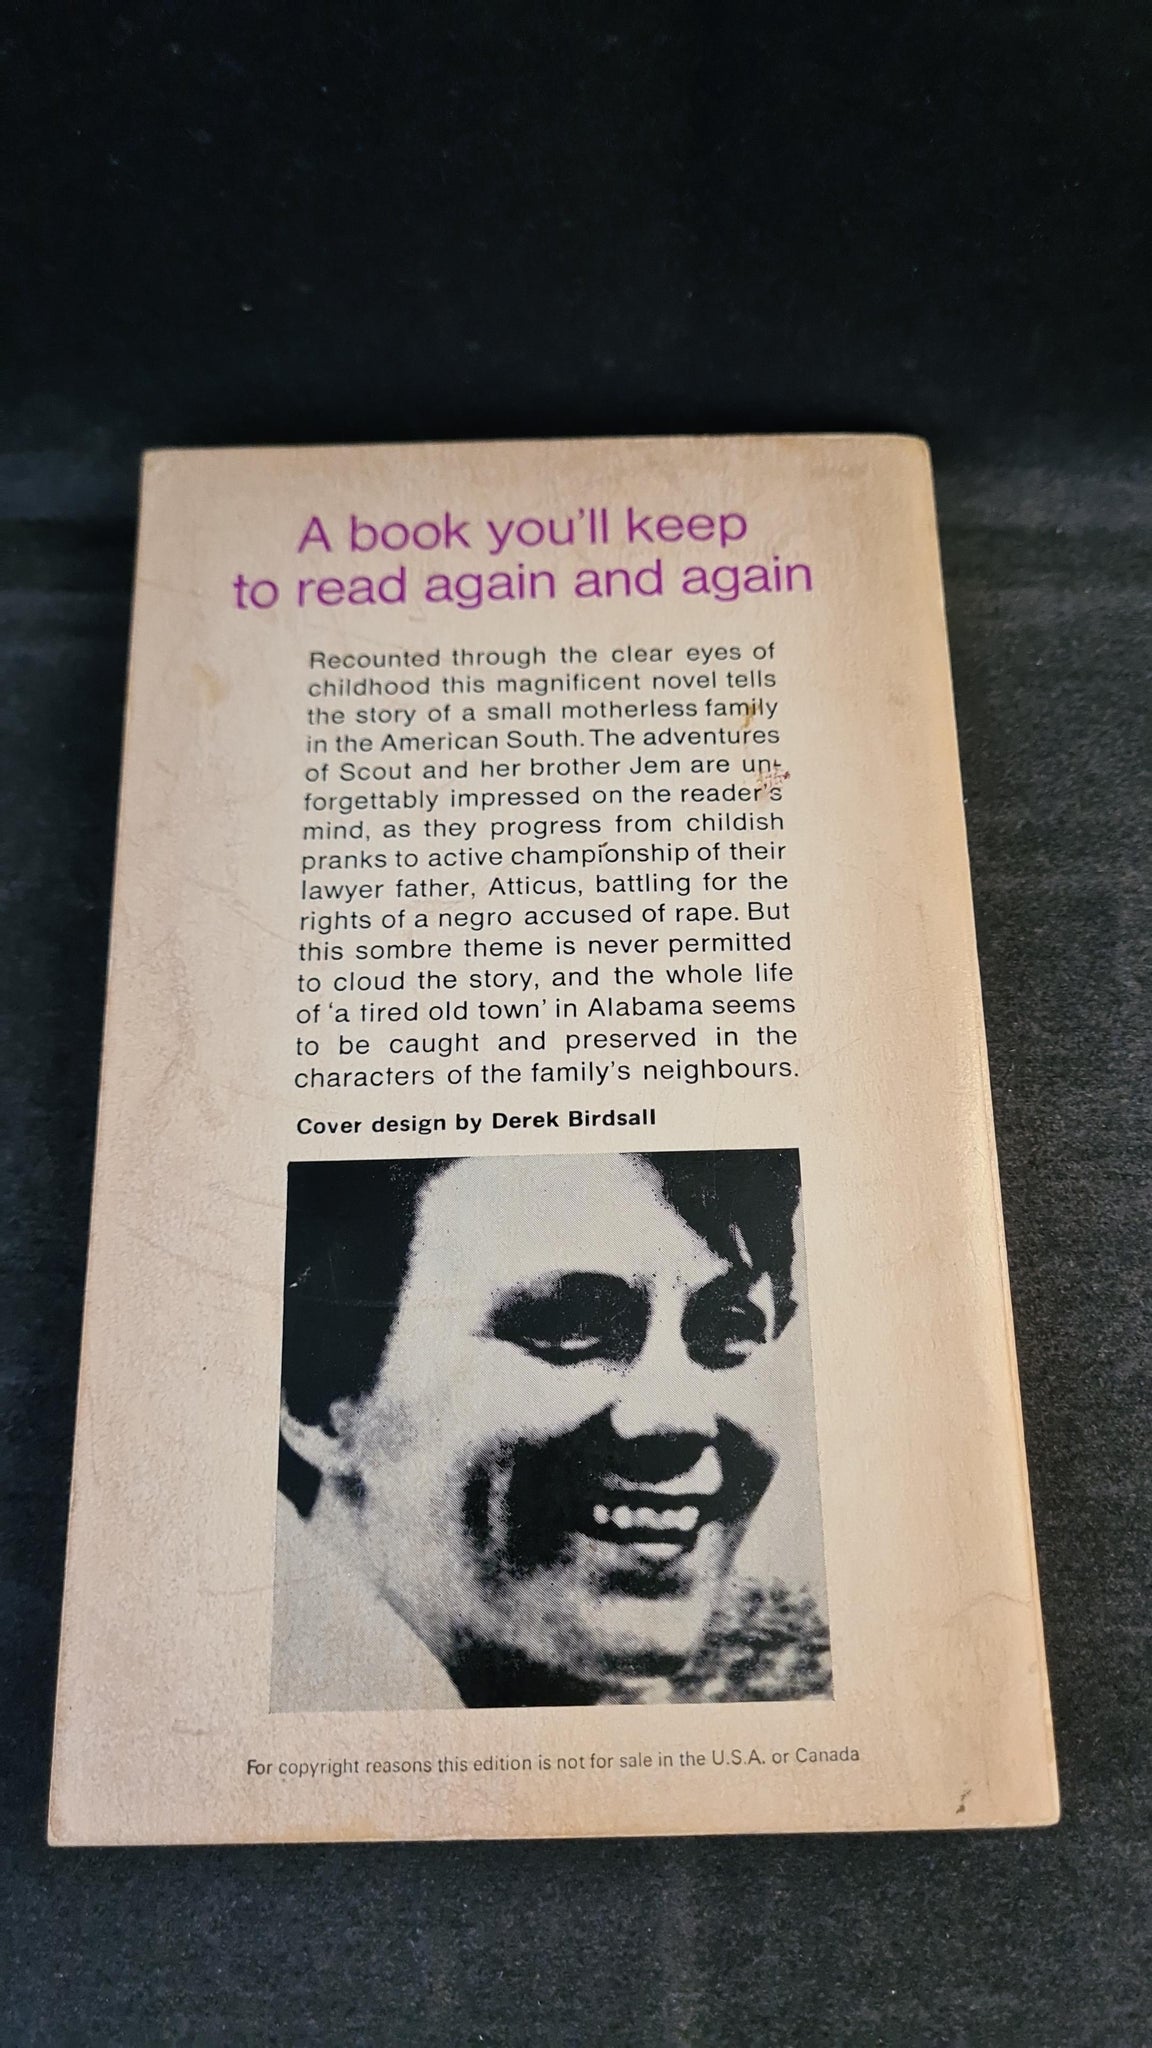 A book you'll keep
to read again and again
Recounted through the clear eyes of
childhood this magnificent novel tells
the story of a small motherless family
in the American South. The adventures
of Scout and her brother Jem are un-
forgettably impressed on the reader's
mind, as they progress from childish
pranks to active championship of their
lawyer father, Atticus, battling for the
rights of a negro accused of rape. But
this sombre theme is never permitted
to cloud the story, and the whole life
of 'a tired old town' in Alabama seems
to be caught and preserved in the
characters of the family's neighbours.
Cover design by Derek Birdsall
For copyright reasons this edition is not for sale in the U.S.A. or Canada